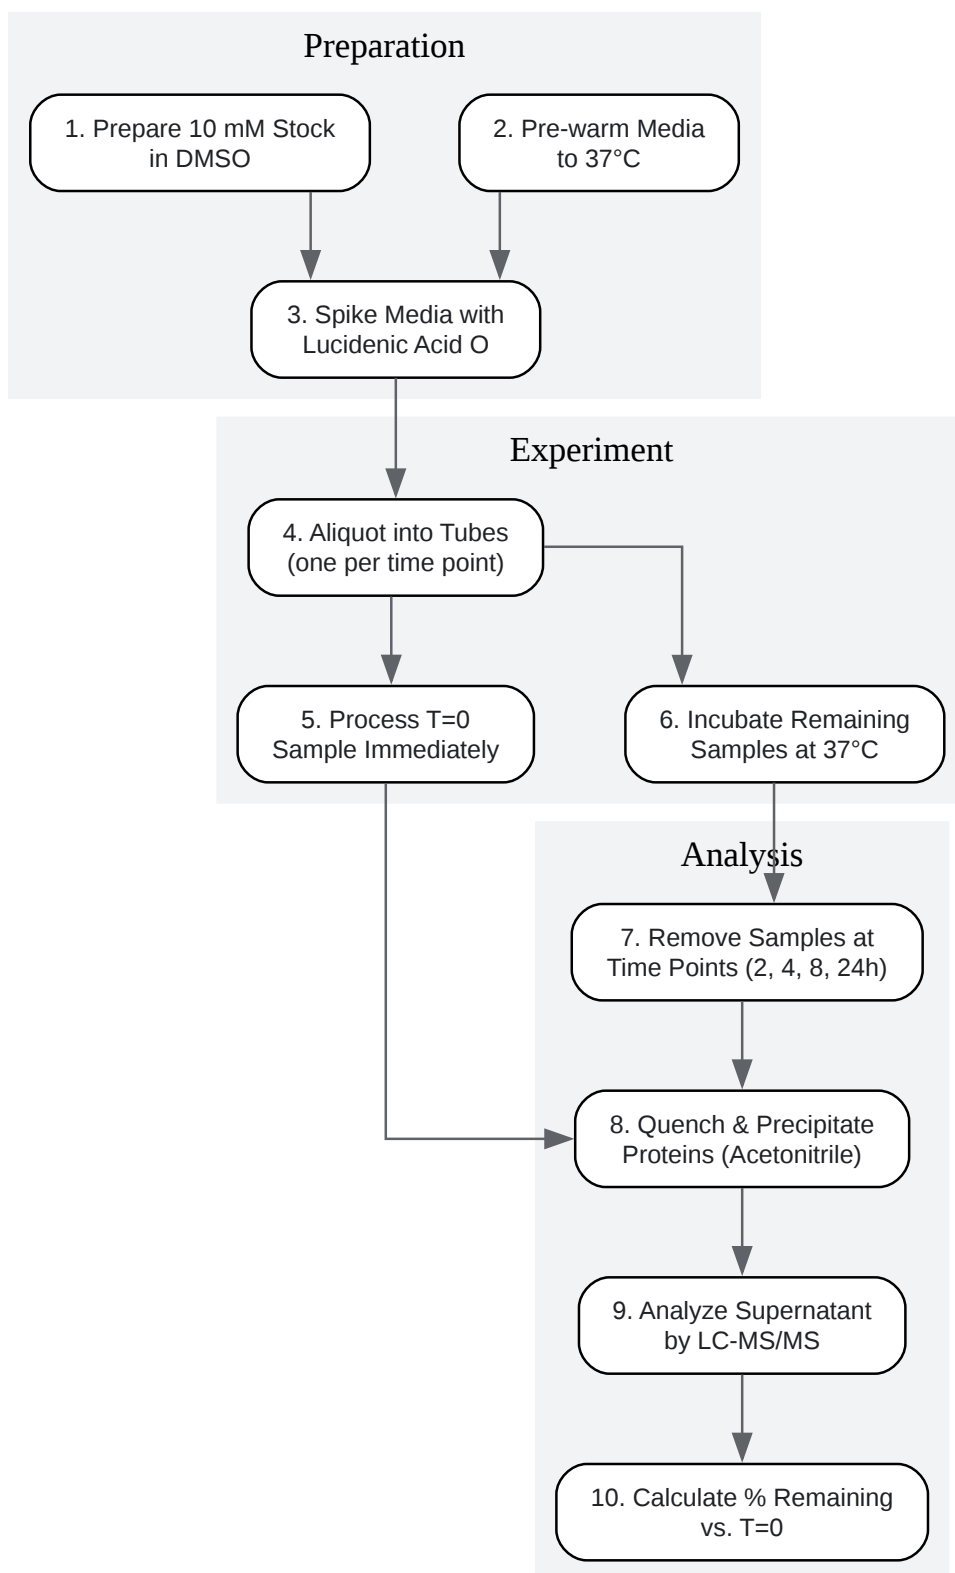 Preparation
1. Prepare 10 mM Stock
in DMSO
2. Pre-warm Media
to 37°C
3. Spike Media with
Lucidenic Acid O
Experiment
4. Aliquot into Tubes
(one per time point)
5. Process T=0
Sample Immediately
6. Incubate Remaining
Samples at 37°C
Analysis
7. Remove Samples at
Time Points (2, 4, 8, 24h)
8. Quench & Precipitate
Proteins (Acetonitrile)
9. Analyze Supernatant
by LC-MS/MS
10. Calculate % Remaining
vs. T=0